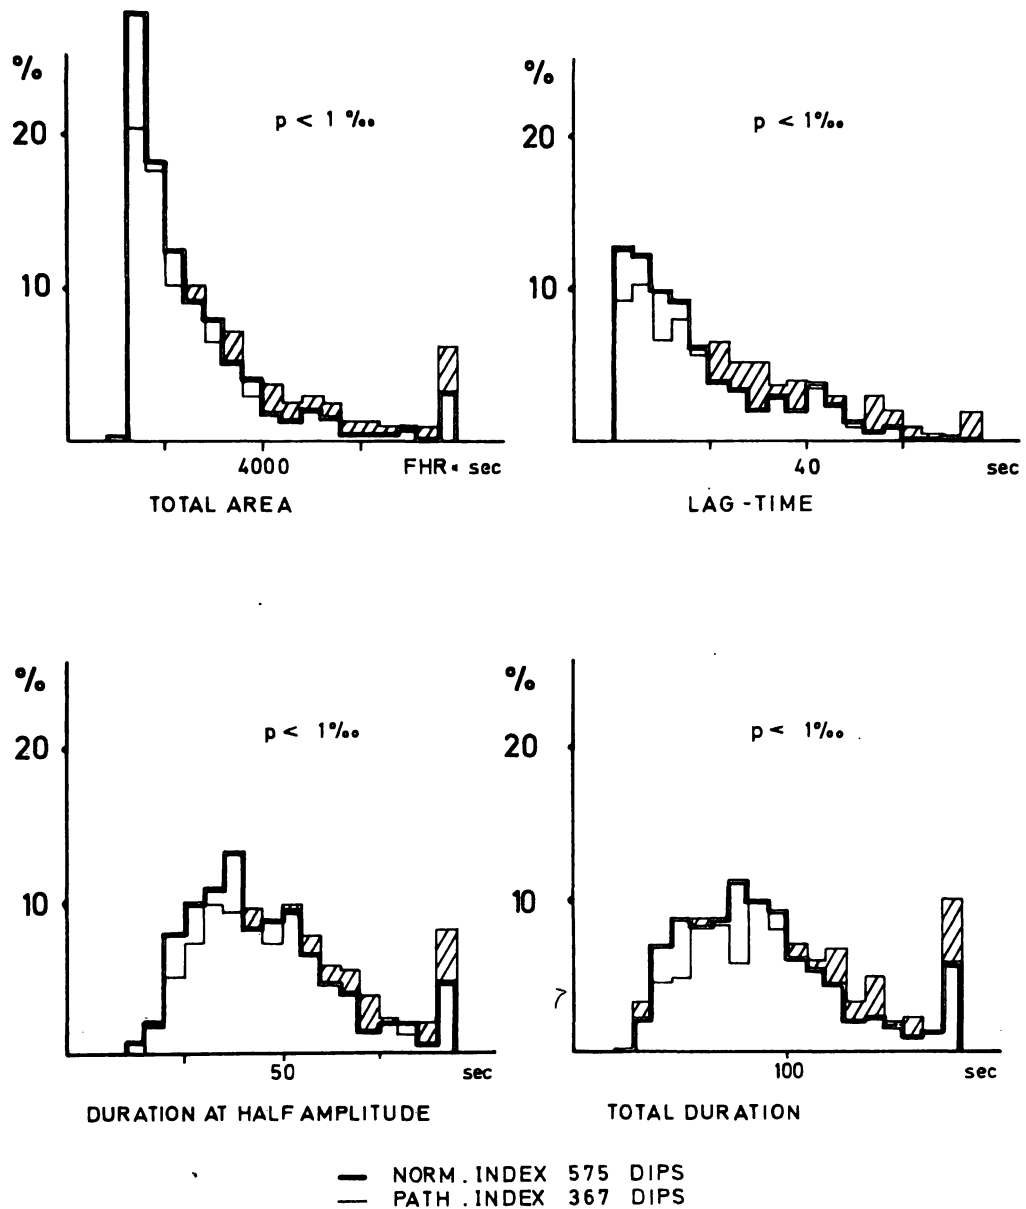 %
20
10
p < 1 ‰
4000
FHR • sec
TOTAL AREA
%
20
10
p < 1‰
40
sec
LAG-TIME
%
20
10
p < 1‰
50
sec
DURATION AT HALF AMPLITUDE
%
20
10
p < 1‰
100
sec
TOTAL DURATION
NORM. INDEX 575 DIPS
PATH. INDEX 367 DIPS